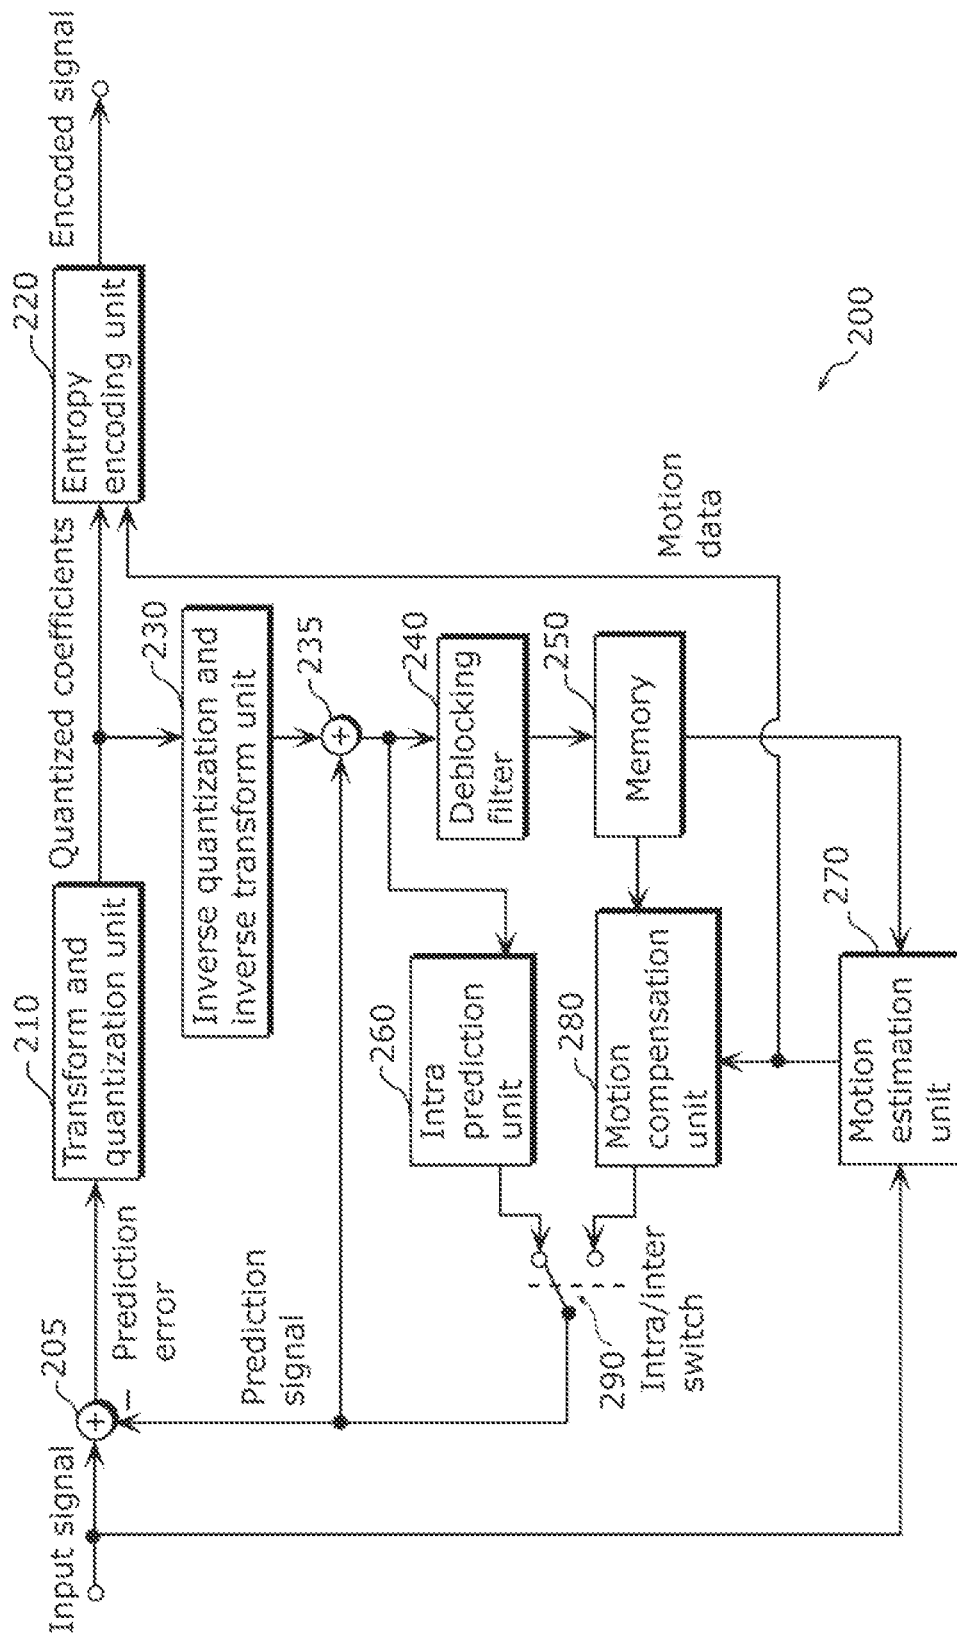 Input signal
205
Prediction
error
210
Transform and
quantization unit
Quantized coefficients
220
Entropy
encoding unit
Encoded signal
230
Inverse quantization and
inverse transform unit
235
Prediction
signal
240
Deblocking
filter
250
Memory
260
Intra
prediction
unit
280
Motion
compensation
unit
290
Intra/inter
switch
Motion
data
270
Motion
estimation
unit
200